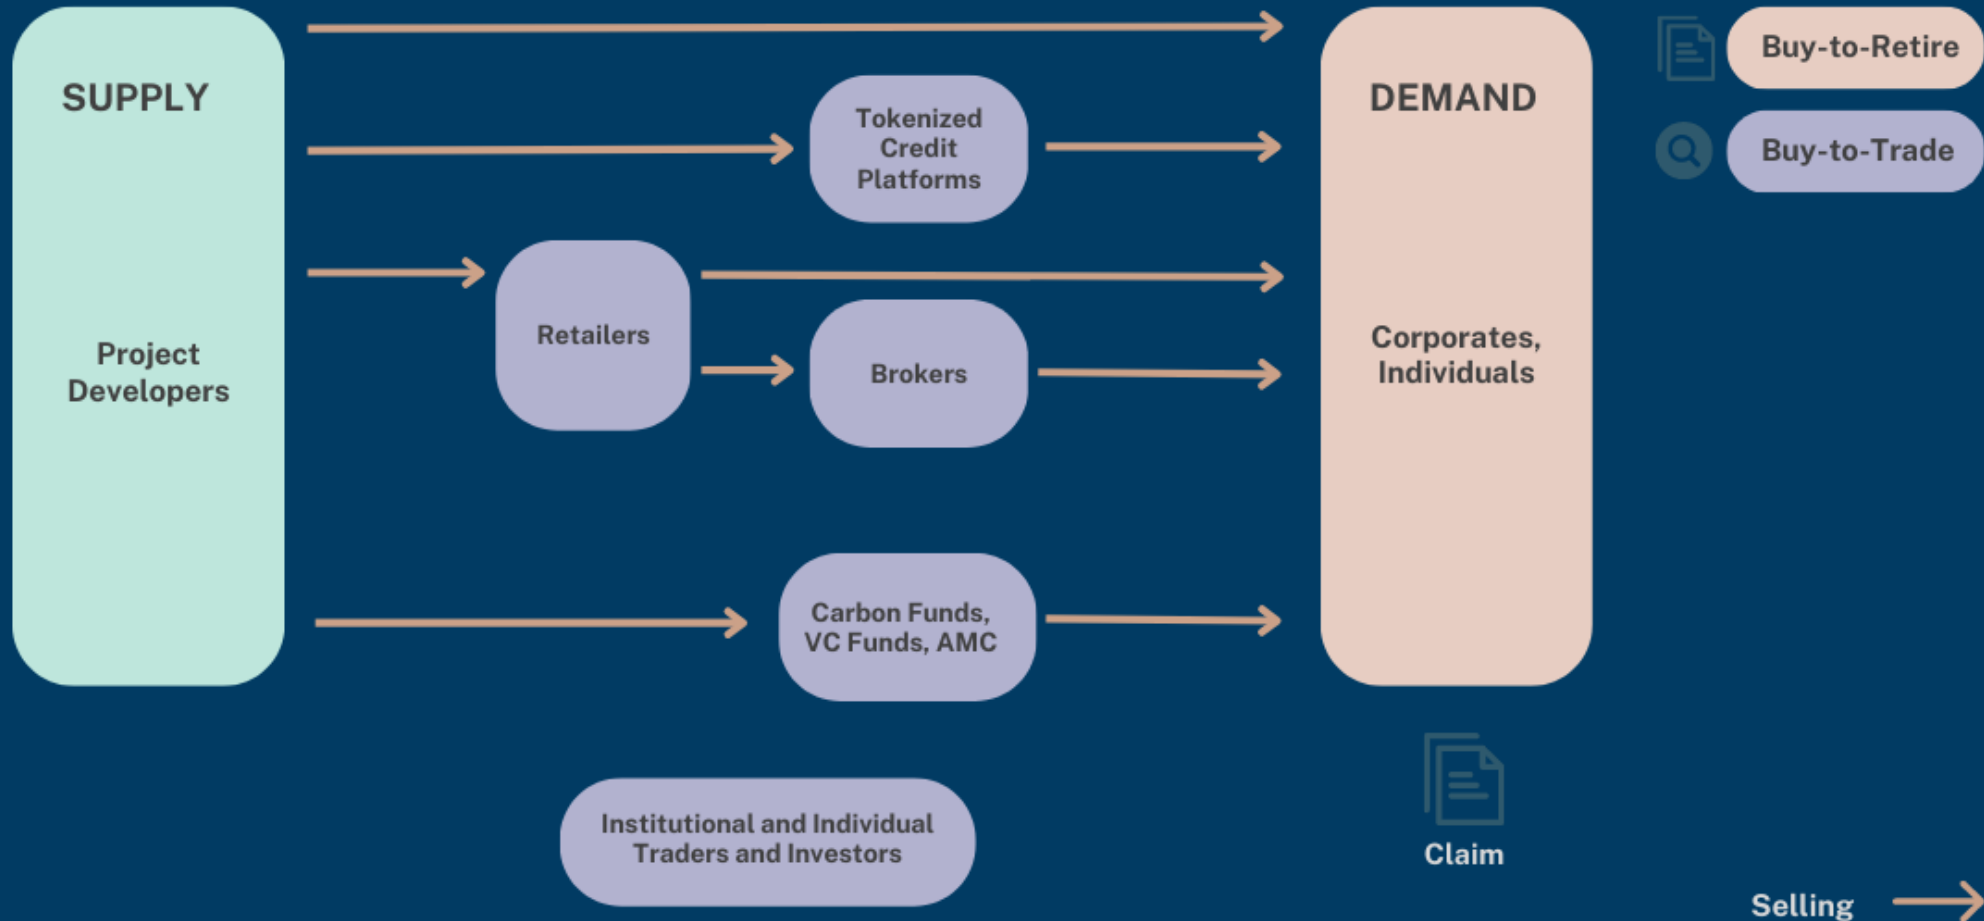 SUPPLY
Project
Developers
Tokenized
Credit
Platforms
Retailers
Brokers
Carbon Funds,
VC Funds, AMC
Institutional and Individual
Traders and Investors
DEMAND
Corporates,
Individuals
Claim
Buy-to-Retire
Buy-to-Trade
Selling